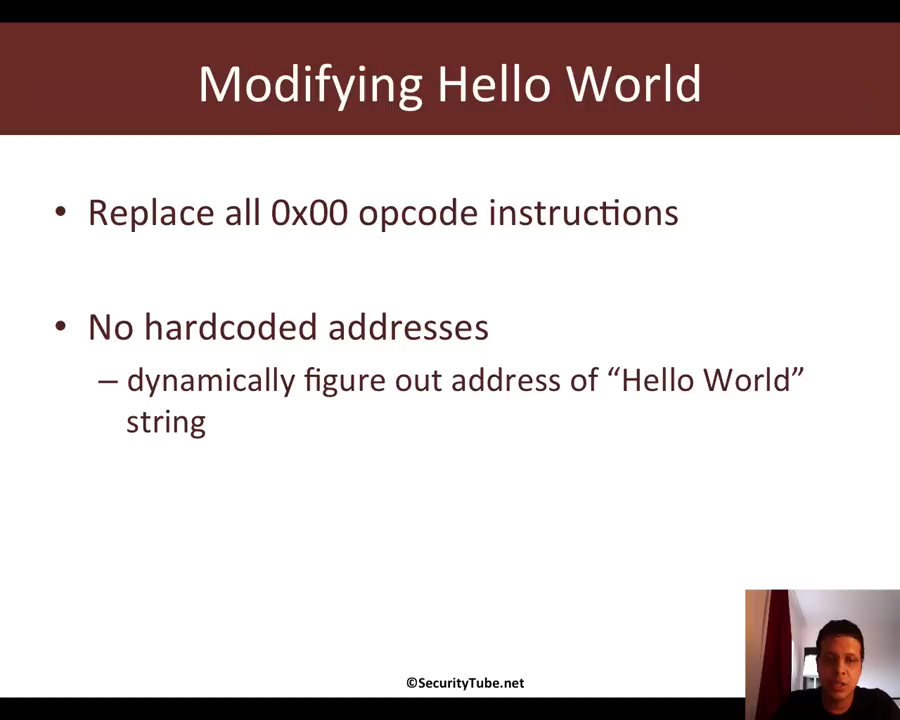 Modifying Hello World
• Replace all 0x00 opcode instructions
• No hardcoded addresses
– dynamically figure out address of “Hello World”
string
©SecurityTube.net